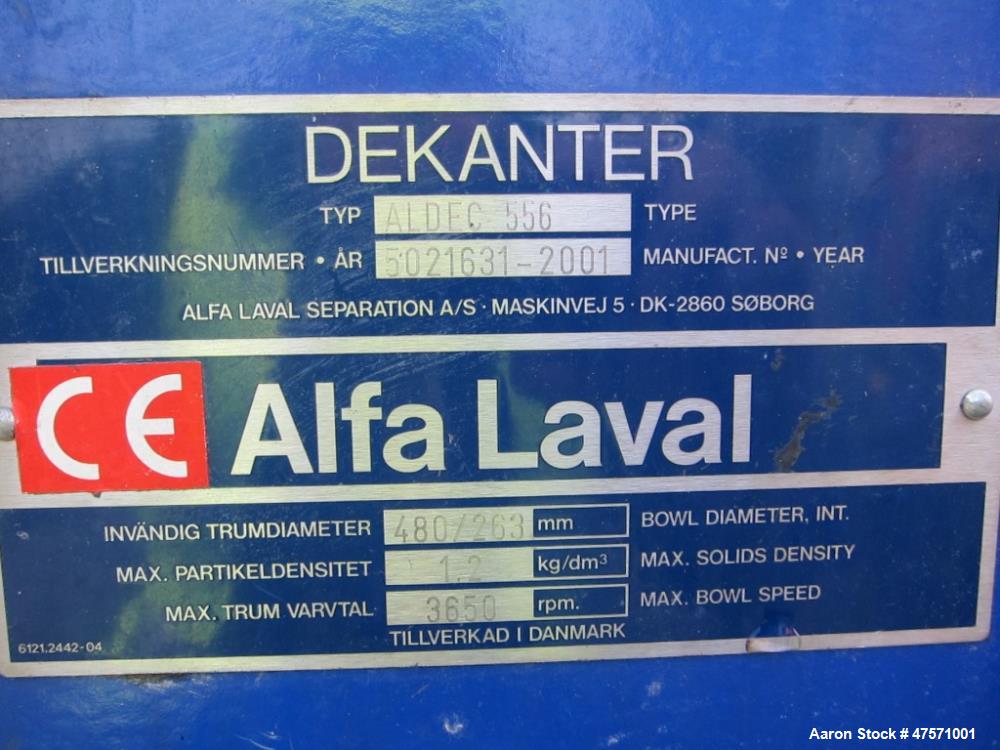 DEKANTER
TYP ALDEC 556 TYPE
TILLVERKNINGSNUMMER • ÅR 5021631-2001 MANUFACT. Nº • YEAR
ALFA LAVAL SEPARATION A/S · MASKINVEJ 5 · DK-2860 SØBORG
CE Alfa Laval
INVÄNDIG TRUMDIAMETER 480/263 mm BOWL DIAMETER, INT.
MAX. PARTIKELDENSITET 1.2 kg/dm³ MAX. SOLIDS DENSITY
MAX. TRUM VARVTAL 3650 rpm. MAX. BOWL SPEED
TILLVERKAD I DANMARK
6121.2442-04
Aaron Stock # 47571001